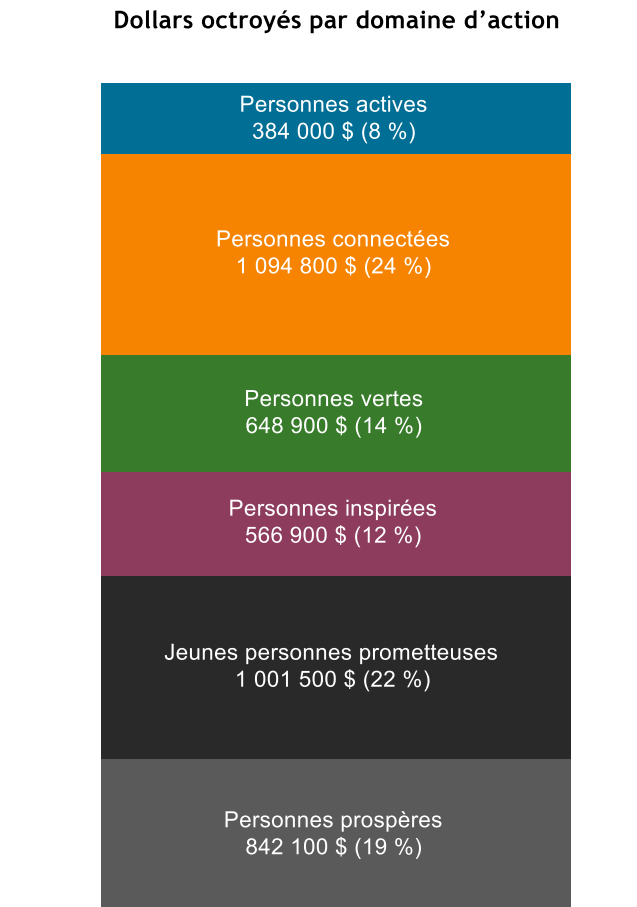 Dollars octroyés par domaine d’action
Personnes actives
384 000 $ (8 %)
Personnes connectées
1 094 800 $ (24 %)
Personnes vertes
648 900 $ (14 %)
Personnes inspirées
566 900 $ (12 %)
Jeunes personnes prometteuses
1 001 500 $ (22 %)
Personnes prospères
842 100 $ (19 %)